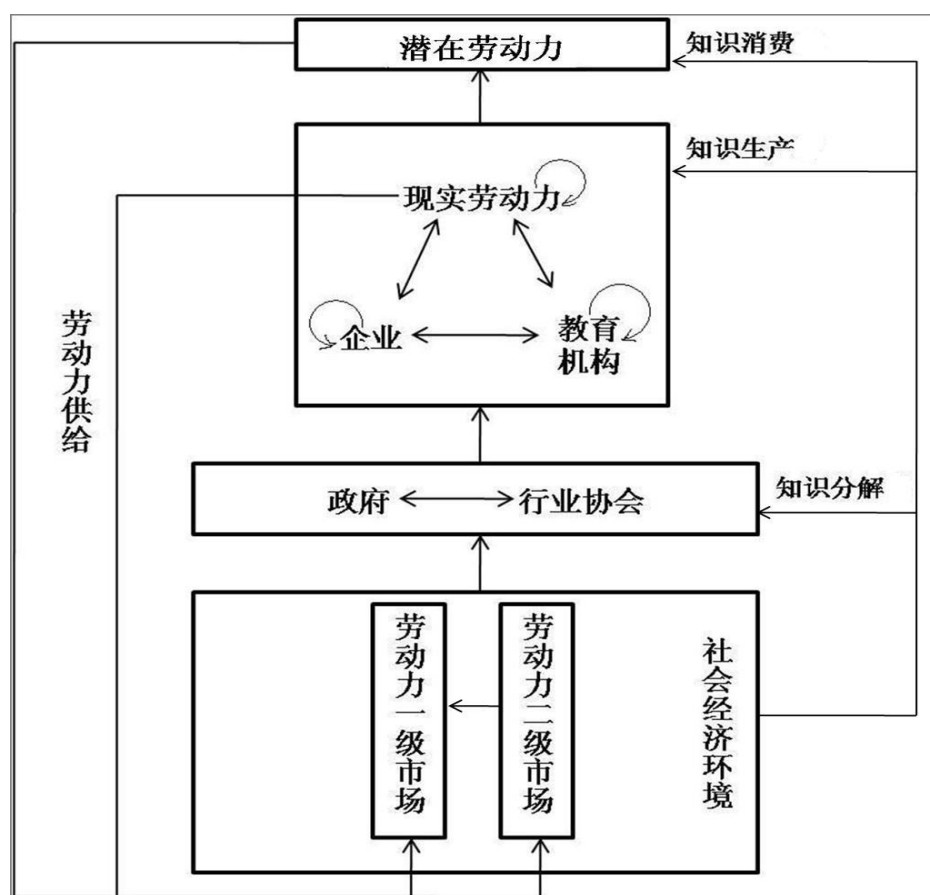 潜在劳动力
知识消费
知识生产
现实劳动力
企业
教育
机构
劳动力供给
政府
行业协会
知识分解
劳动力一级市场
劳动力二级市场
社会经济环境